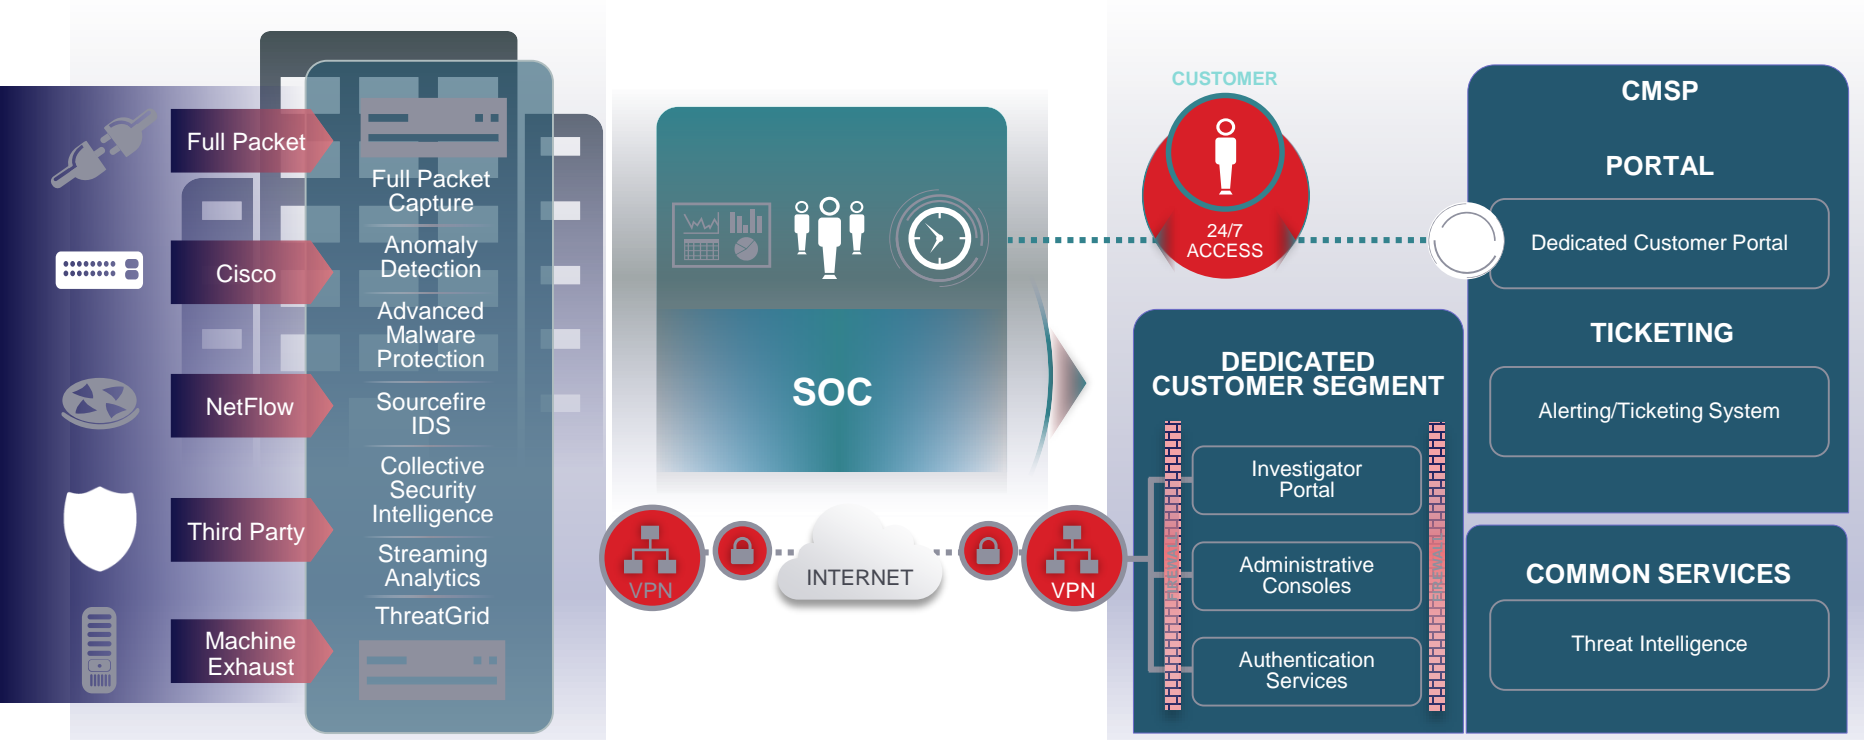 Full Packet
Cisco
NetFlow
Third Party
Machine
Exhaust
Full Packet
Capture
Anomaly
Detection
Advanced
Malware
Protection
Sourcefire
IDS
Collective
Security
Intelligence
Streaming
Analytics
ThreatGrid
SOC
VPN
INTERNET
VPN
CUSTOMER
24/7
ACCESS
DEDICATED
CUSTOMER SEGMENT
FIREWALL
Investigator
Portal
Administrative
Consoles
Authentication
Services
FIREWALL
CMSP
PORTAL
Dedicated Customer Portal
TICKETING
Alerting/Ticketing System
COMMON SERVICES
Threat Intelligence